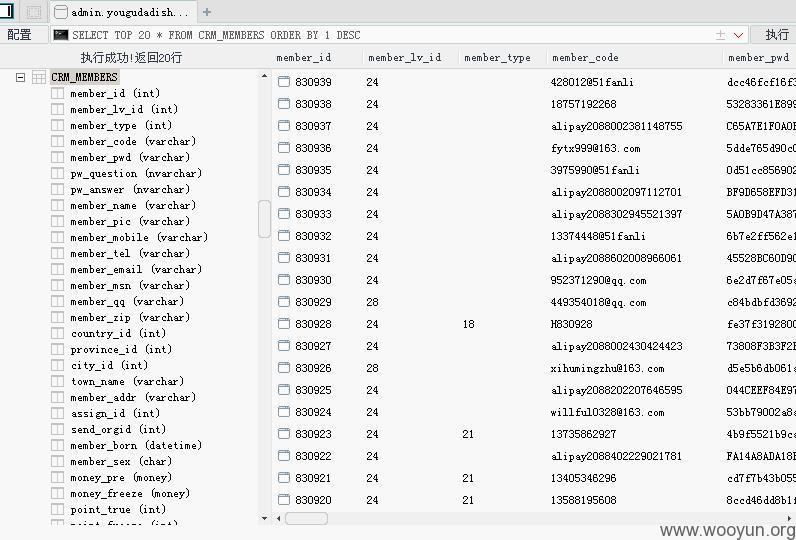 admin.yougudadish...
配置 SELECT TOP 20 * FROM CRM_MEMBERS ORDER BY 1 DESC 执行
执行成功!返回20行
CRM_MEMBERS
member_id (int)
member_lv_id (int)
member_type (int)
member_code (varchar)
member_pwd (varchar)
pw_question (nvarchar)
pw_answer (nvarchar)
member_name (varchar)
member_pic (varchar)
member_mobile (nvarchar)
member_tel (varchar)
member_email (varchar)
member_msn (varchar)
member_qq (varchar)
member_zip (varchar)
country_id (int)
province_id (int)
city_id (int)
town_name (varchar)
member_addr (varchar)
assign_id (int)
send_orgid (int)
member_born (datetime)
member_sex (char)
money_pre (money)
money_freeze (money)
point_true (int)
member_id member_lv_id member_type member_code member_pwd
830939 24 428012@51fanli dcc46fcf16f3
830938 24 18757192268 53283361E899
830937 24 alipay2088002381148755 C65A7E1F0A0E
830936 24 fytx999@163.com 5dde765d90c0
830935 24 3975990@51fanli 0d51cc856902
830934 24 alipay2088002097112701 BF9D658EFD31
830933 24 alipay2088302945521397 5A0B9D47A387
830932 24 13374448@51fanli 6b7e2ff562e1
830931 24 alipay2088602008966061 45528BC60D90
830930 24 952371290@qq.com 6e2d7f67e05a
830929 28 449354018@qq.com c84bdbfd3692
830928 24 18 H830928 fe37f3192800
830927 24 alipay2088002430424423 73808F3B3F2E
830926 28 xihumingzhu@163.com d5e5b6db061a
830925 24 alipay2088202207646595 044CEEF84E97
830924 24 willful0328@163.com 53bb79002a8a
830923 24 21 13735862927 4b9f5521b9ca
830922 24 alipay2088402229021781 FA14A8ADA18E
830921 24 21 13405346296 cd7f7b43b055
830920 24 21 13588195608 8ccd46dd8b1f
www.wooyun.org